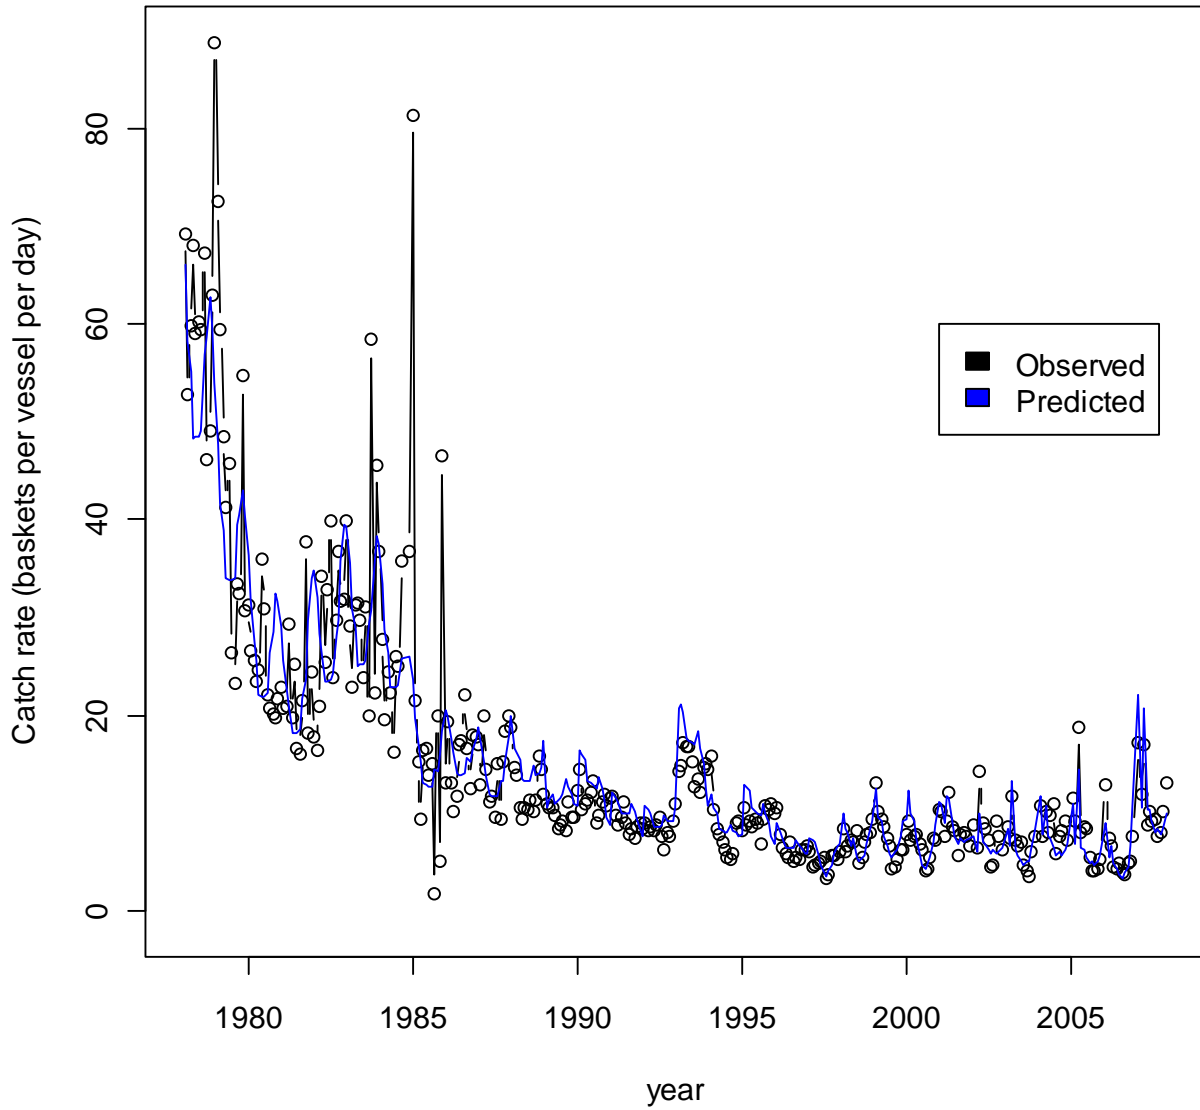 Catch rate (baskets per vessel per day)
80
60
40
20
0
Observed
Predicted
1980 1985 1990 1995 2000 2005
year